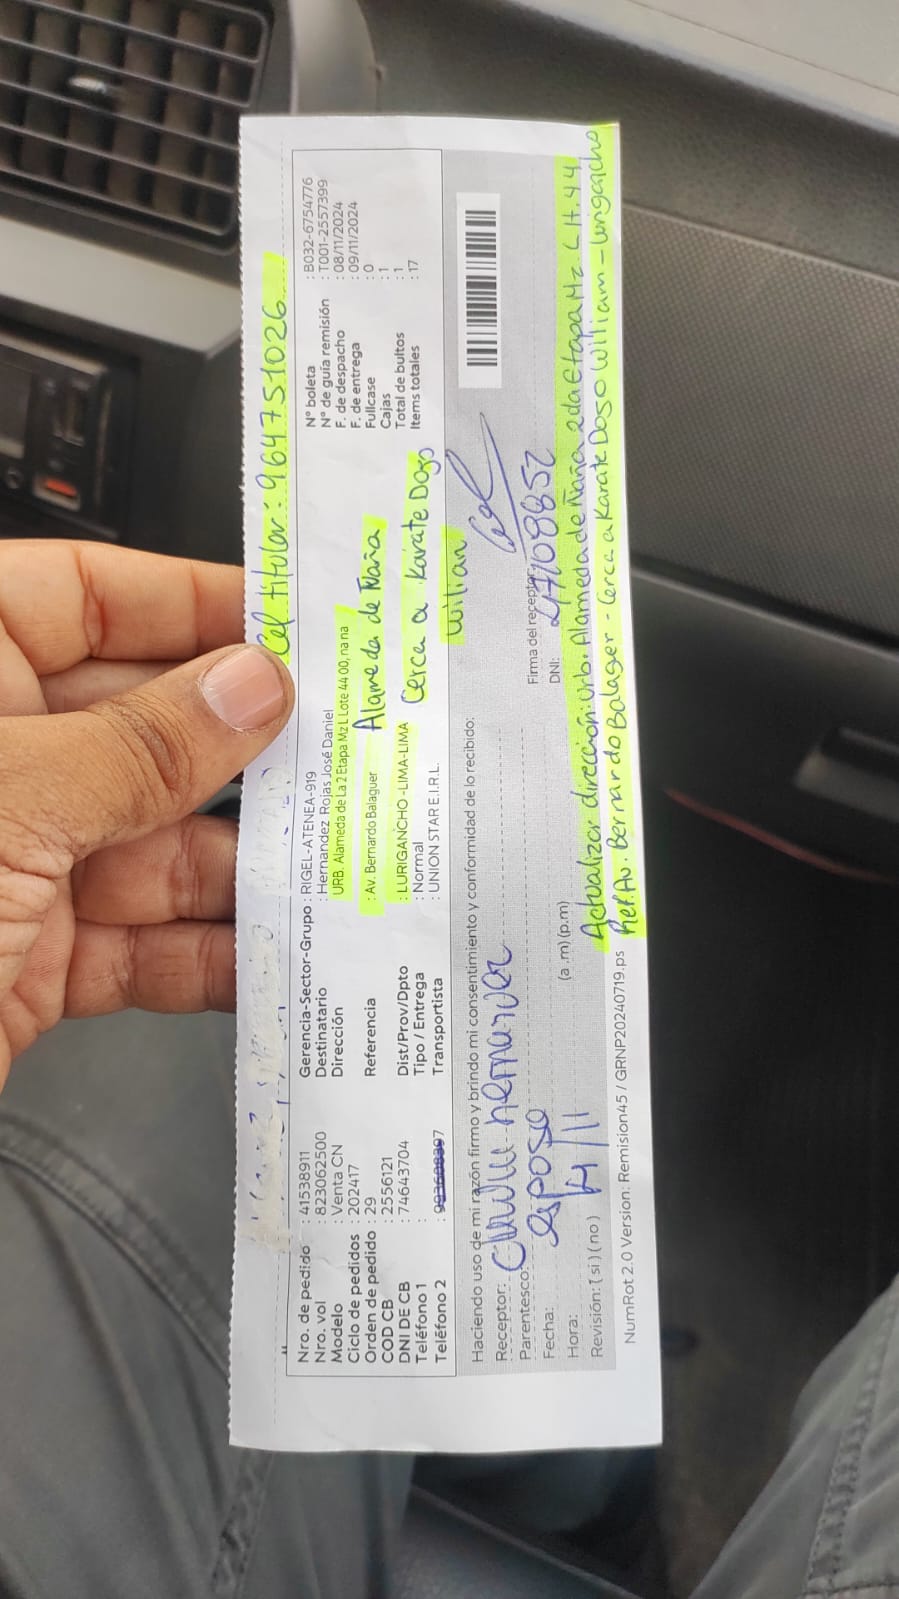 Cel titular: 964751026
Nro. de pedido : 41538911
Nro. vol : 823062500
Modelo : Venta CN
Ciclo de pedidos : 202417
Orden de pedido : 29
COD CB : 2556121
DNI DE CB : 74643704
Teléfono 1 :
Teléfono 2 :
Gerencia-Sector-Grupo : RIGEL-ATENEA-919
Destinatario : Hernandez Rojas José Daniel
Dirección URB. Alameda de La 2 Etapa Mz L Lote 44 00, na na
Referencia : Av. Bernardo Balaguer Alameda de Ñaña
Dist/Prov/Dpto : LURIGANCHO -LIMA-LIMA Cerca a Karate Dogo
Tipo / Entrega : Normal
Transportista : UNION STAR E.I.R.L. Wilian
N° boleta : B032-6754776
N° de guía remisión : T001-2557399
F. de despacho : 08/11/2024
F. de entrega : 09/11/2024
Fullcase : 0
Cajas : 1
Total de bultos : 1
Items totales : 17
Haciendo uso de mi razón firmo y brindo mi consentimiento y conformidad de lo recibido:
Receptor:
Parentesco: esposo
Fecha: 4/11
Hora: (a .m) (p.m)
Revisión: ( si ) ( no )
Firma del receptor:
DNI: 47108852
Actualizar dirección: Urb. Alameda de Ñaña 2da Etapa Mz L Lt. 44
Ref. Av. Bernardo Balager - Cerca a Karate Dogo Wiliam - Lurigancho
NumRot 2.0 Version: Remision45 / GRNP20240719.ps